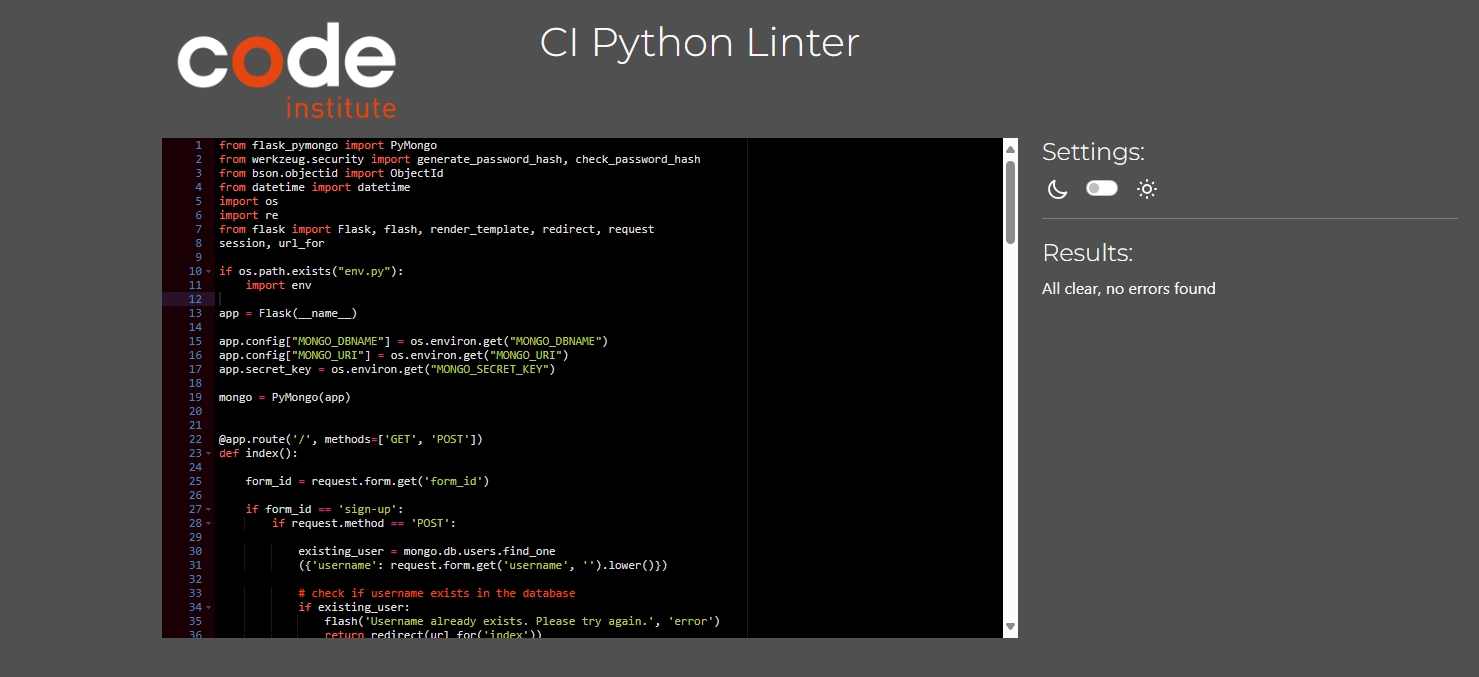 code
institute
CI Python Linter
1 from flask_pymongo import PyMongo
2 from werkzeug.security import generate_password_hash, check_password_hash
3 from bson.objectid import ObjectId
4 from datetime import datetime
5 import os
6 import re
7 from flask import Flask, flash, render_template, redirect, request
8 session, url_for
9
10 if os.path.exists("env.py"):
11     import env
12
13 app = Flask(__name__)
14
15 app.config["MONGO_DBNAME"] = os.environ.get("MONGO_DBNAME")
16 app.config["MONGO_URI"] = os.environ.get("MONGO_URI")
17 app.secret_key = os.environ.get("MONGO_SECRET_KEY")
18
19 mongo = PyMongo(app)
20
21
22 @app.route('/', methods=['GET', 'POST'])
23 def index():
24
25     form_id = request.form.get('form_id')
26
27     if form_id == 'sign-up':
28         if request.method == 'POST':
29
30             existing_user = mongo.db.users.find_one
31             ({'username': request.form.get('username', '').lower()})
32
33             # check if username exists in the database
34             if existing_user:
35                 flash('Username already exists. Please try again.', 'error')
36                 return redirect(url_for('index'))
Settings:
Results:
All clear, no errors found